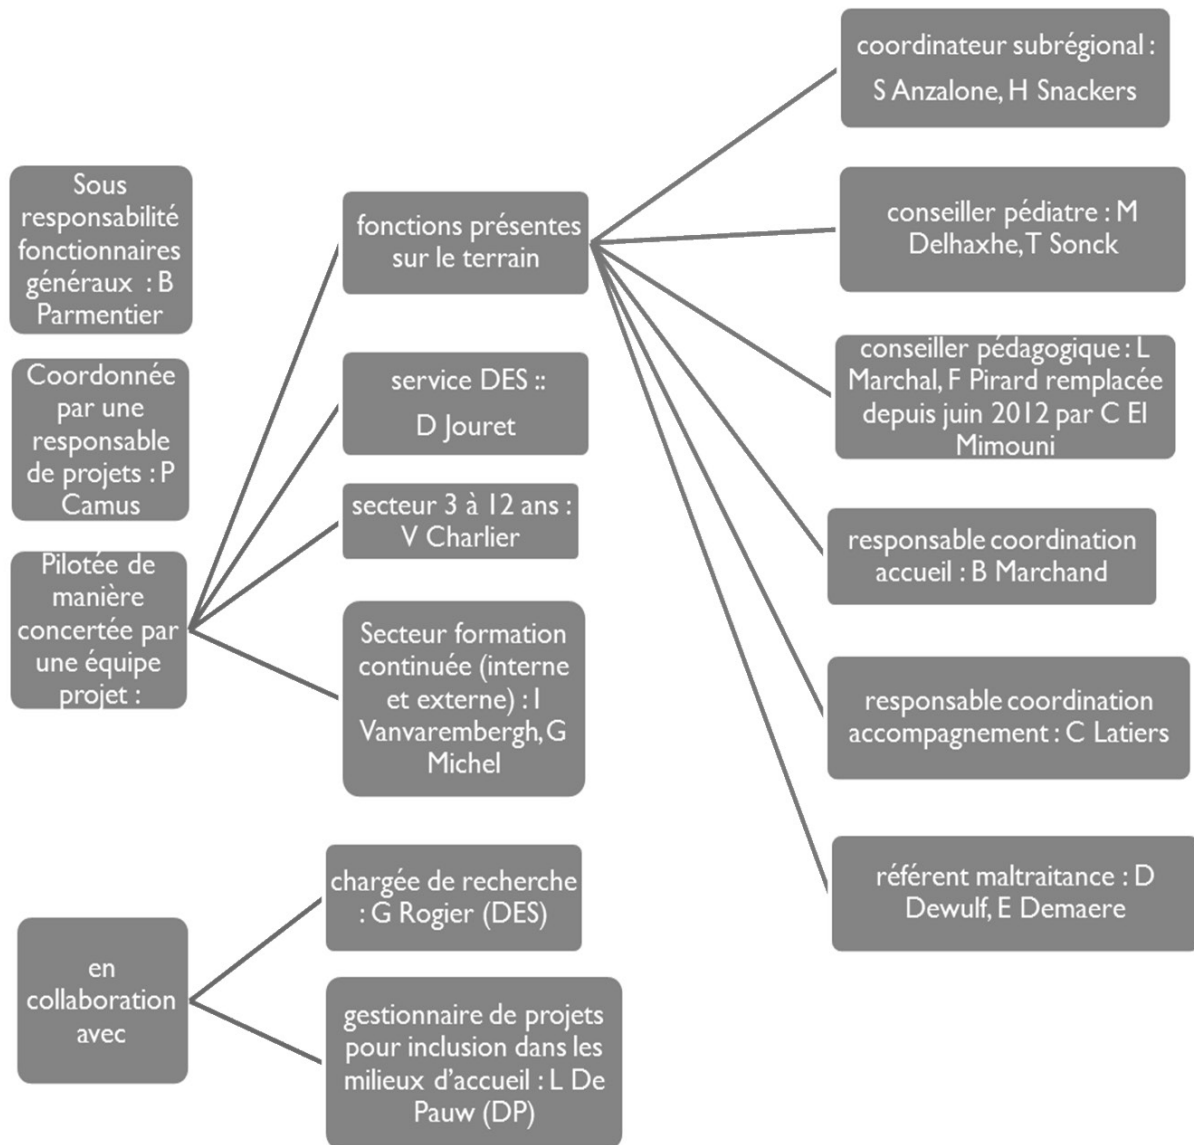 Sous
responsabilité
fonctionnaires
généraux : B
Parmentier
Coordonnée
par une
responsable
de projets : P
Camus
Pilotée de
manière
concertée par
une équipe
projet :
fonctions présentes
sur le terrain
service DES ::
D Jouret
secteur 3 à 12 ans :
V Charlier
Secteur formation
continuée (interne
et externe) : I
Vanvarembergh, G
Michel
coordinateur subrégional :
S Anzalone, H Snackers
conseiller pédiatre : M
Delhaxhe, T Sonck
conseiller pédagogique : L
Marchal, F Pirard remplacée
depuis juin 2012 par C El
Mimouni
responsable coordination
accueil : B Marchand
responsable coordination
accompagnement : C Latiers
référent maltraitance : D
Dewulf, E Demaere
en
collaboration
avec
chargée de recherche
: G Rogier (DES)
gestionnaire de projets
pour inclusion dans les
milieux d'accueil : L De
Pauw (DP)